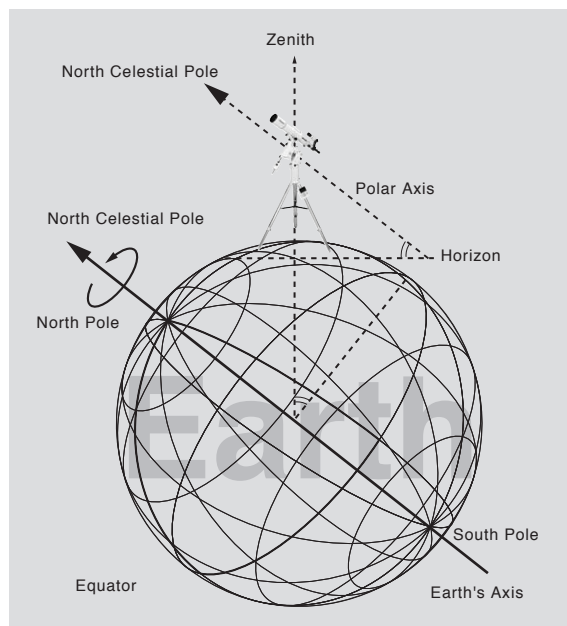 Zenith
North Celestial Pole
Polar Axis
North Celestial Pole
Horizon
North Pole
Earth
South Pole
Equator
Earth's Axis